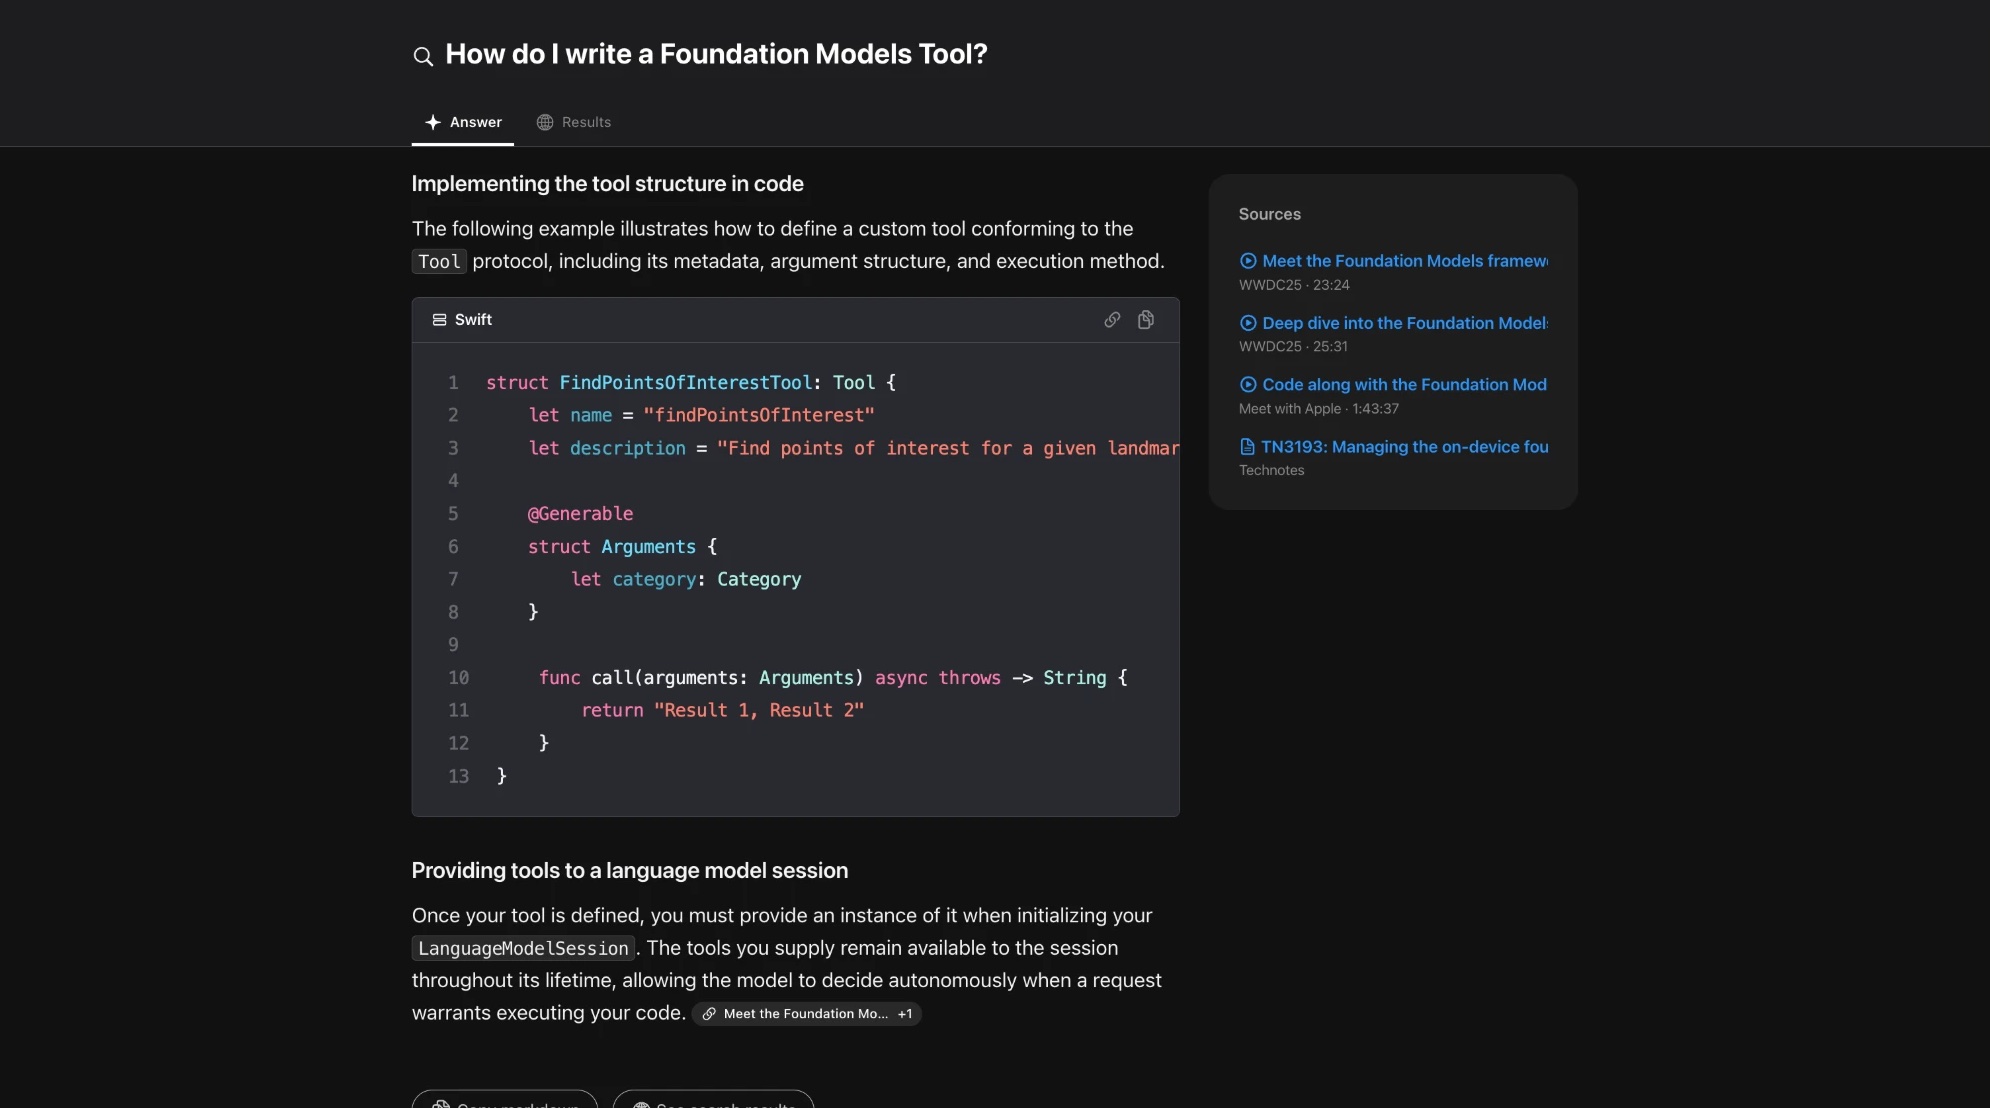 How do I write a Foundation Models Tool?
Answer
Results
Implementing the tool structure in code
The following example illustrates how to define a custom tool conforming to the
Tool protocol, including its metadata, argument structure, and execution method.
Swift
1 struct FindPointsOfInterestTool: Tool {
2 let name = "findPointsOfInterest"
3 let description = "Find points of interest for a given landmar
4
5 @Generable
6 struct Arguments {
7 let category: Category
8 }
9
10 func call(arguments: Arguments) async throws -> String {
11 return "Result 1, Result 2"
12 }
13 }
Providing tools to a language model session
Once your tool is defined, you must provide an instance of it when initializing your
LanguageModelSession. The tools you supply remain available to the session
throughout its lifetime, allowing the model to decide autonomously when a request
warrants executing your code. Meet the Foundation Mo... +1
Copy markdown
See search results
Sources
Meet the Foundation Models framew
WWDC25 · 23:24
Deep dive into the Foundation Models
WWDC25 · 25:31
Code along with the Foundation Mod
Meet with Apple · 1:43:37
TN3193: Managing the on-device fou
Technotes